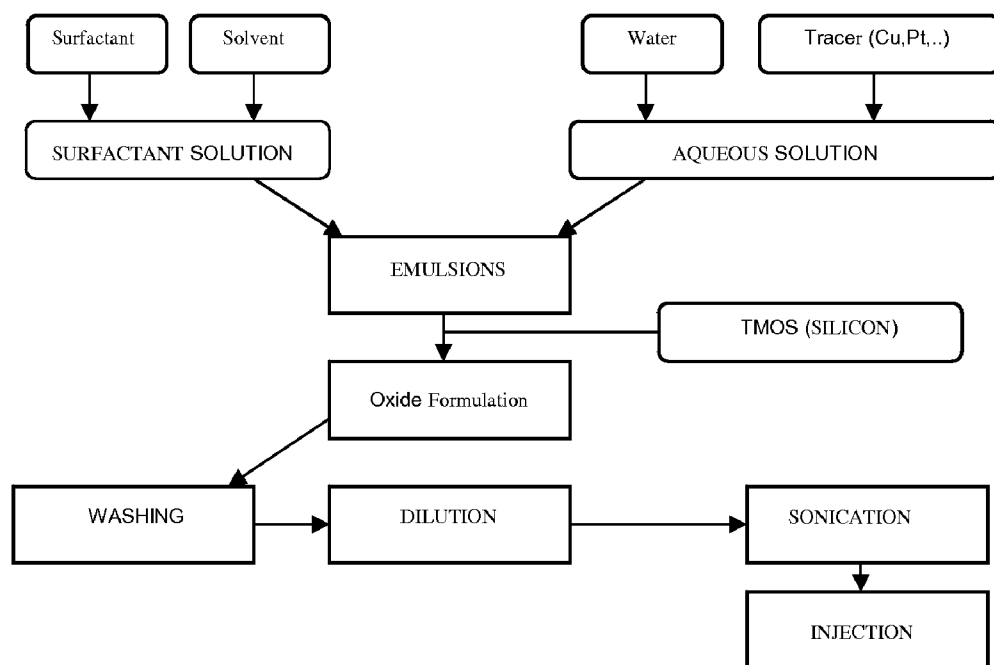 Surfactant
Solvent
Water
Tracer (Cu,Pt,..)
SURFACTANT SOLUTION
AQUEOUS SOLUTION
EMULSIONS
TMOS (SILICON)
Oxide Formulation
WASHING
DILUTION
SONICATION
INJECTION